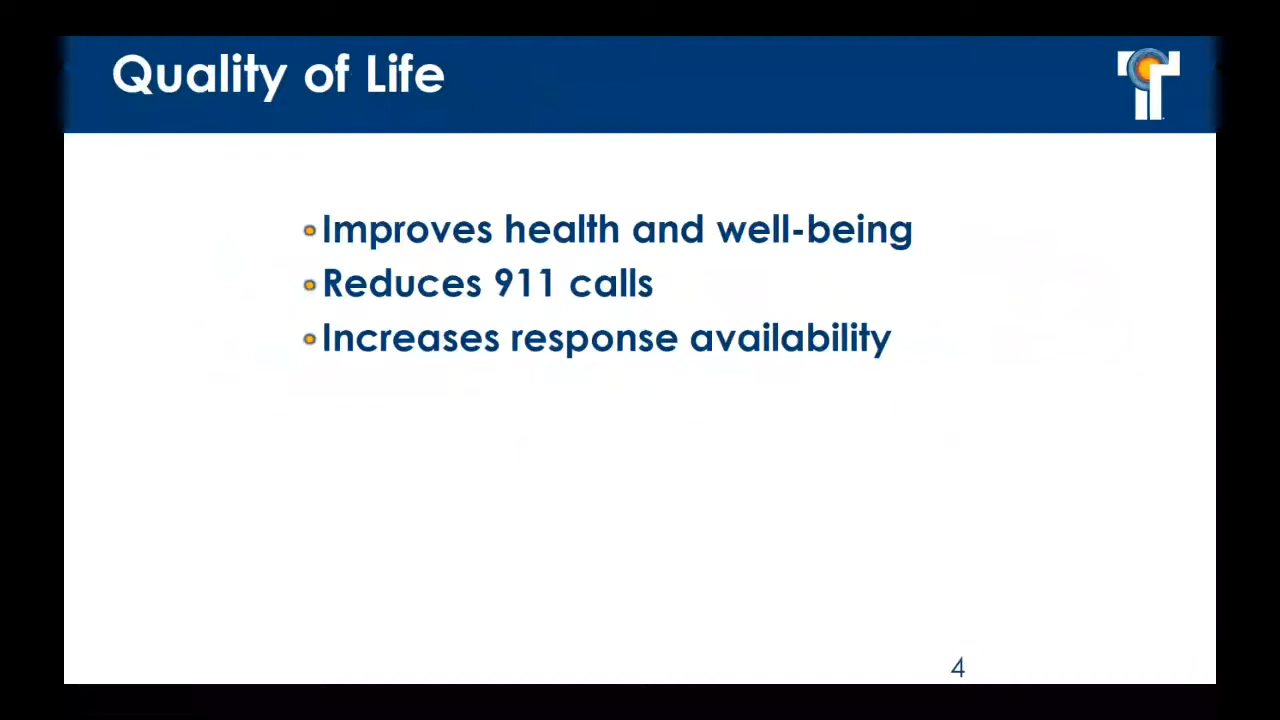 Quality of Life
Improves health and well-being
Reduces 911 calls
Increases response availability
4